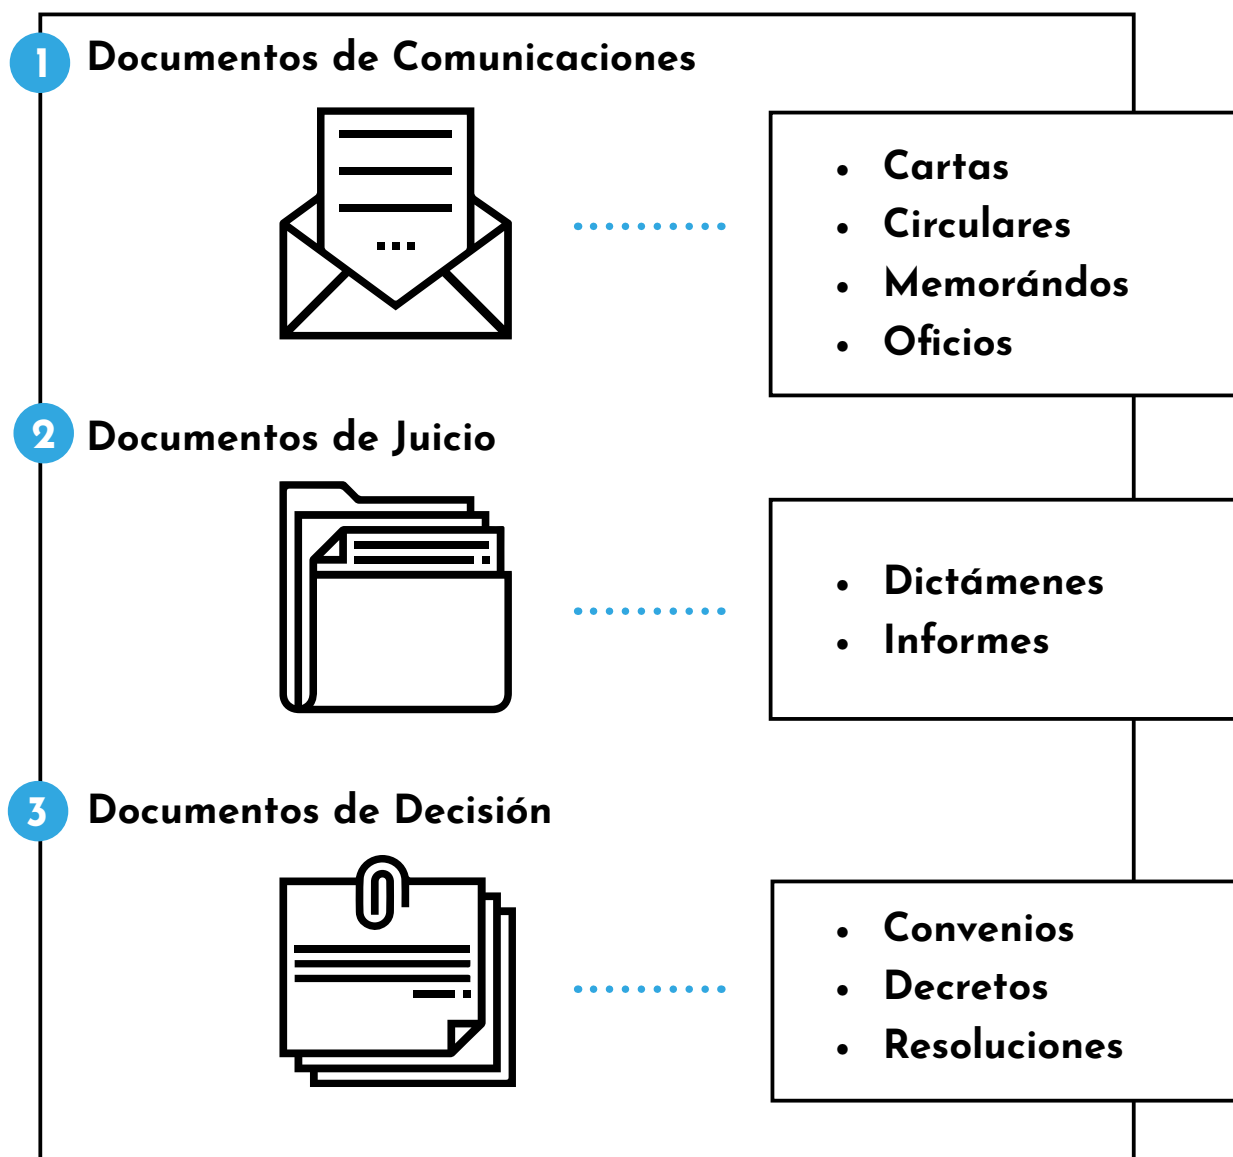 1 Documentos de Comunicaciones
• Cartas
• Circulares
• Memorándos
• Oficios
2 Documentos de Juicio
• Dictámenes
• Informes
3 Documentos de Decisión
• Convenios
• Decretos
• Resoluciones